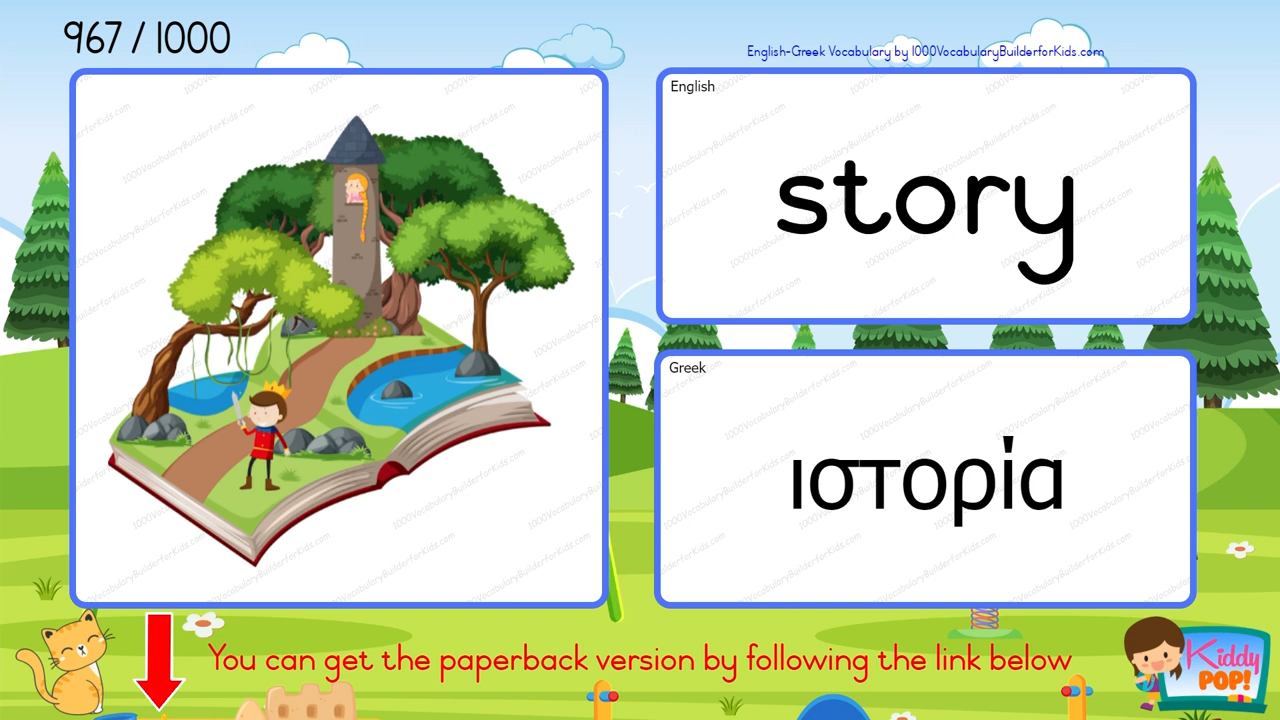 967 / 1000
English-Greek Vocabulary by 1000VocabularyBuilderforKids.com
English
story
Greek
ιστορία
You can get the paperback version by following the link below
Kiddy
POP!